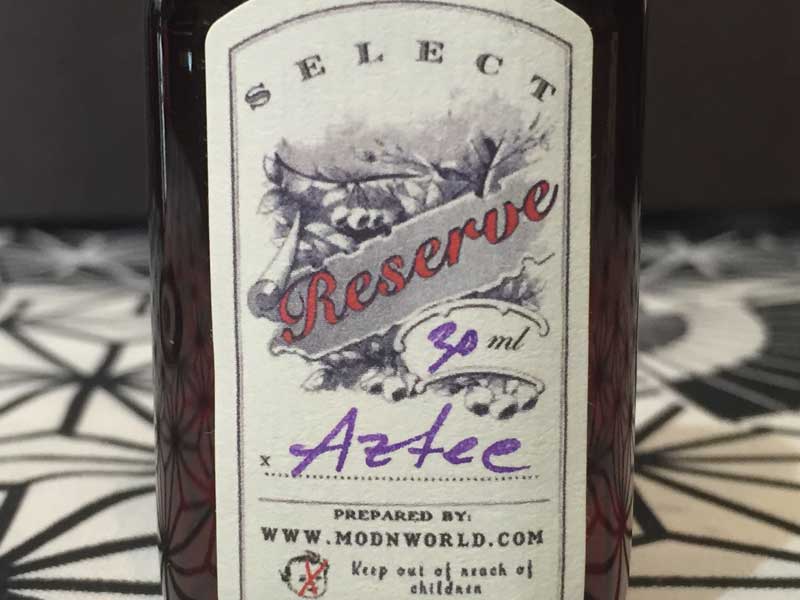 SELECT
Reserve
30 ml
x Aztec
PREPARED BY:
WWW.MODNWORLD.COM
Keep out of reach of
children